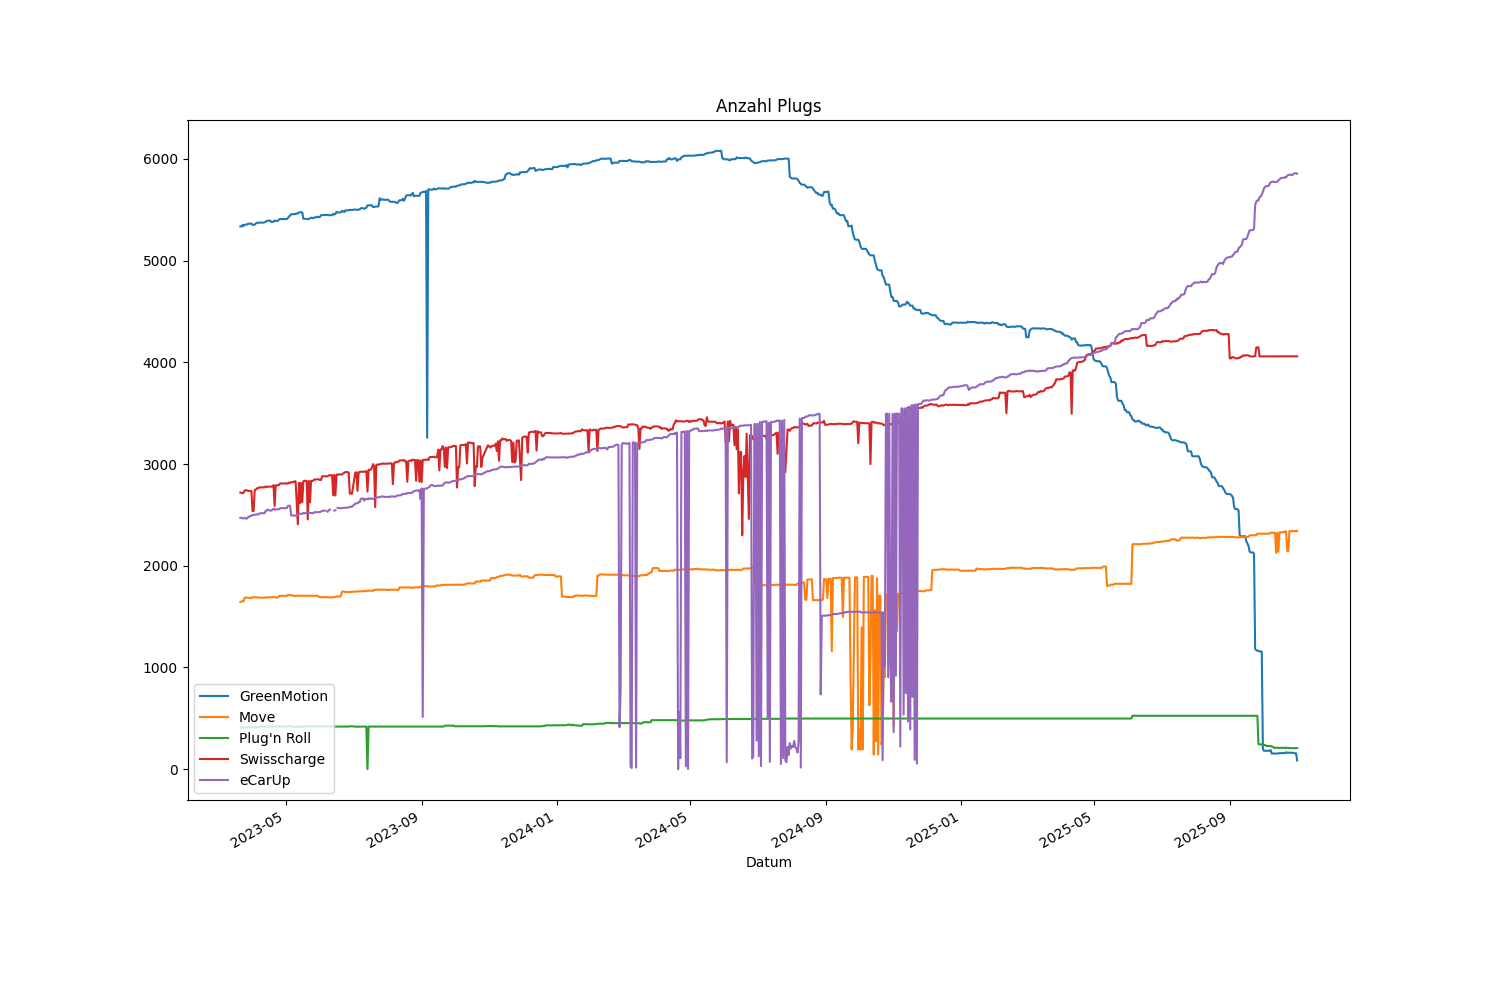 Anzahl Plugs
6000
5000
4000
3000
2000
1000
0
GreenMotion
Move
Plug'n Roll
Swisscharge
eCarUp
2023-05
2023-09
2024-01
2024-05
2024-09
2025-01
2025-05
2025-09
Datum